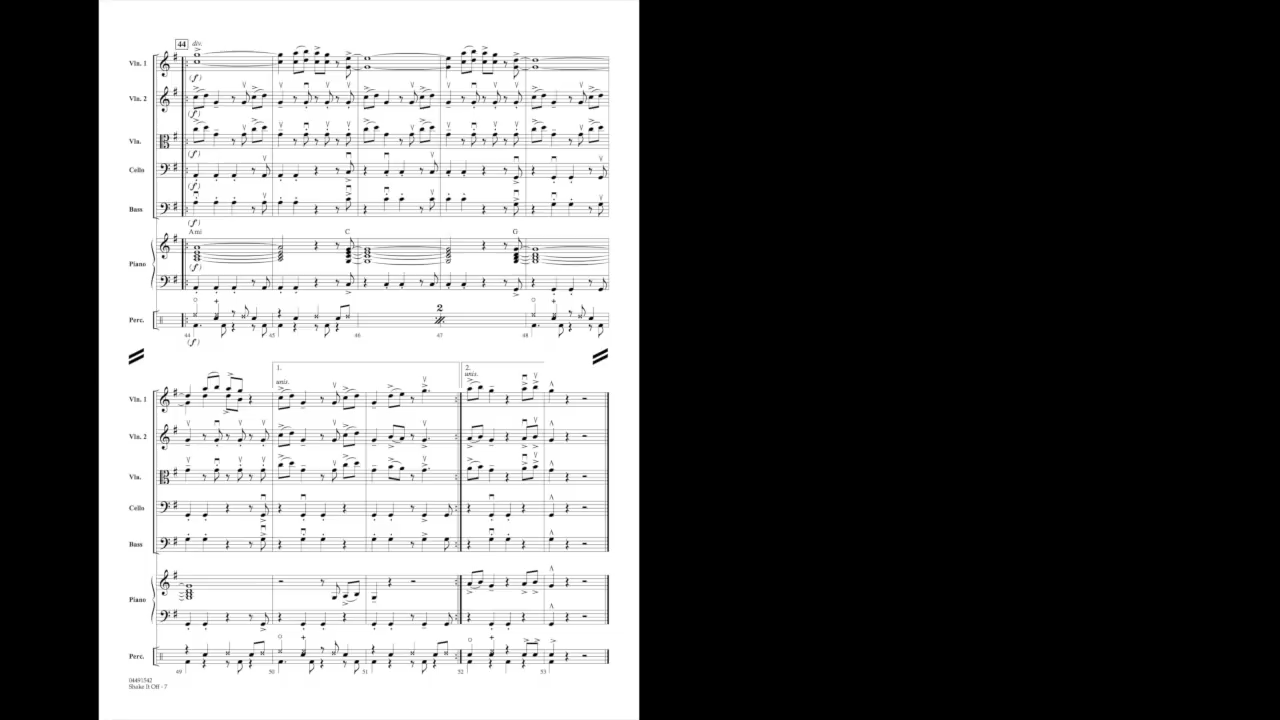 44 div.
Vln. 1
(f)
Vln. 2
(f)
Vla.
(f)
Cello
(f)
Bass
(f)
Ami C G
Piano
(f)
2
Perc.
44 45 46 47 48
(f)
1. 2.
unis. unis.
Vln. 1
Vln. 2
Vla.
Cello
Bass
Piano
Perc.
49 50 51 52 53
04491542
Shake It Off - 7